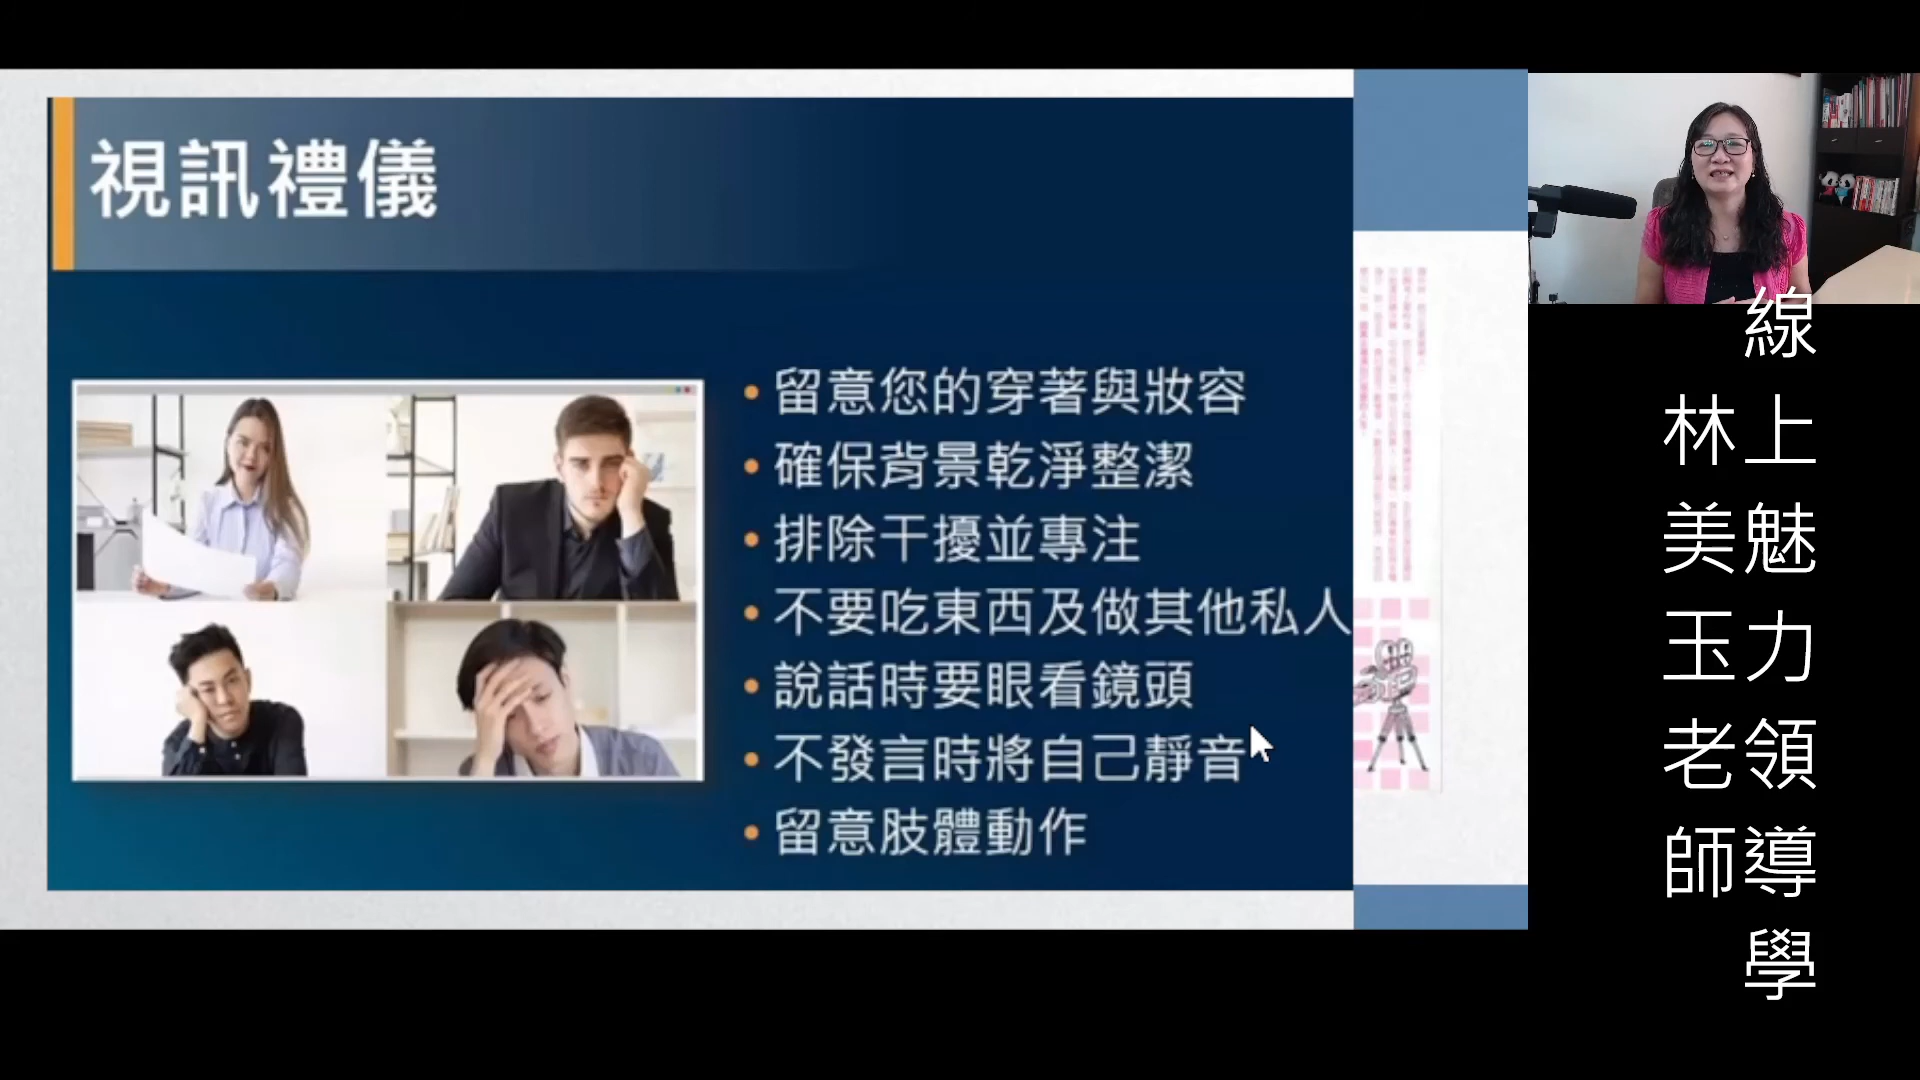 視訊禮儀
• 留意您的穿著與妝容
• 確保背景乾淨整潔
• 排除干擾並專注
• 不要吃東西及做其他私人
• 說話時要眼看鏡頭
• 不發言時將自己靜音
• 留意肢體動作
線上魅力領導學
林美玉老師